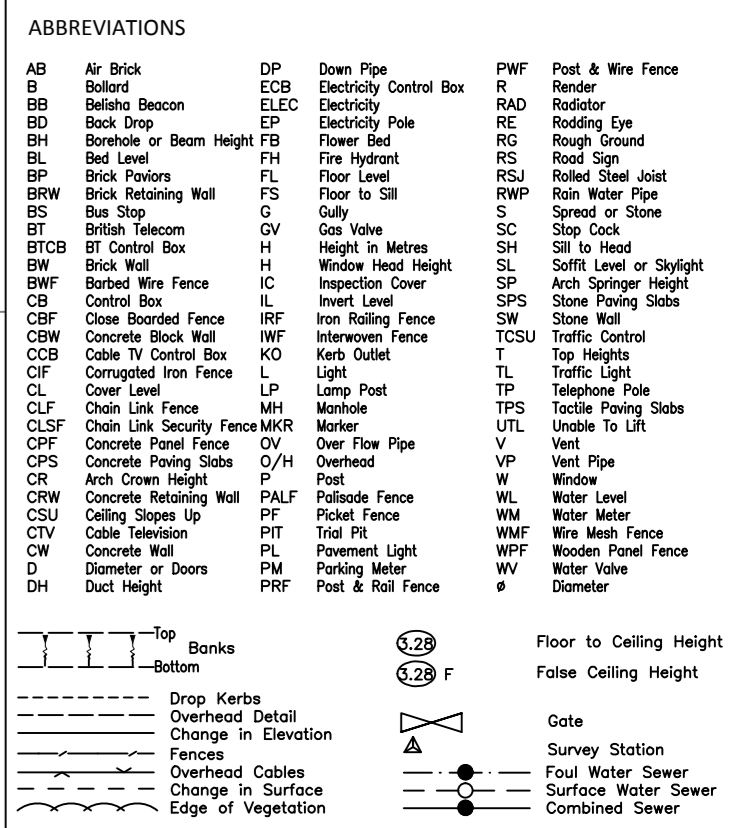 ABBREVIATIONS
AB Air Brick DP Down Pipe PWF Post & Wire Fence
B Bollard ECB Electricity Control Box R Render
BB Belisha Beacon ELEC Electricity RAD Radiator
BD Back Drop EP Electricity Pole RE Rodding Eye
BH Borehole or Beam Height FB Flower Bed RG Rough Ground
BL Bed Level FH Fire Hydrant RS Road Sign
BP Brick Paviors FL Floor Level RSJ Rolled Steel Joist
BRW Brick Retaining Wall FS Floor to Sill RWP Rain Water Pipe
BS Bus Stop G Gully S Spread or Stone
BT British Telecom GV Gas Valve SC Stop Cock
BTCB BT Control Box H Height in Metres SH Sill to Head
BW Brick Wall H Window Head Height SL Soffit Level or Skylight
BWF Barbed Wire Fence IC Inspection Cover SP Arch Springer Height
CB Control Box IL Invert Level SPS Stone Paving Slabs
CBF Close Boarded Fence IRF Iron Railing Fence SW Stone Wall
CBW Concrete Block Wall IWF Interwoven Fence TCSU Traffic Control
CCB Cable TV Control Box KO Kerb Outlet T Top Heights
CIF Corrugated Iron Fence L Light TL Traffic Light
CL Cover Level LP Lamp Post TP Telephone Pole
CLF Chain Link Fence MH Manhole TPS Tactile Paving Slabs
CLSF Chain Link Security Fence MKR Marker UTL Unable To Lift
CPF Concrete Panel Fence OV Over Flow Pipe V Vent
CPS Concrete Paving Slabs O/H Overhead VP Vent Pipe
CR Arch Crown Height P Post W Window
CRW Concrete Retaining Wall PALF Palisade Fence WL Water Level
CSU Ceiling Slopes Up PF Picket Fence WM Water Meter
CTV Cable Television PIT Trial Pit WMF Wire Mesh Fence
CW Concrete Wall PL Pavement Light WPF Wooden Panel Fence
D Diameter or Doors PM Parking Meter WV Water Valve
DH Duct Height PRF Post & Rail Fence ø Diameter
Top
Banks
Bottom
3.28 Floor to Ceiling Height
3.28 F False Ceiling Height
Drop Kerbs
Overhead Detail
Change in Elevation
Fences
Overhead Cables
Change in Surface
Edge of Vegetation
Gate
Survey Station
Foul Water Sewer
Surface Water Sewer
Combined Sewer